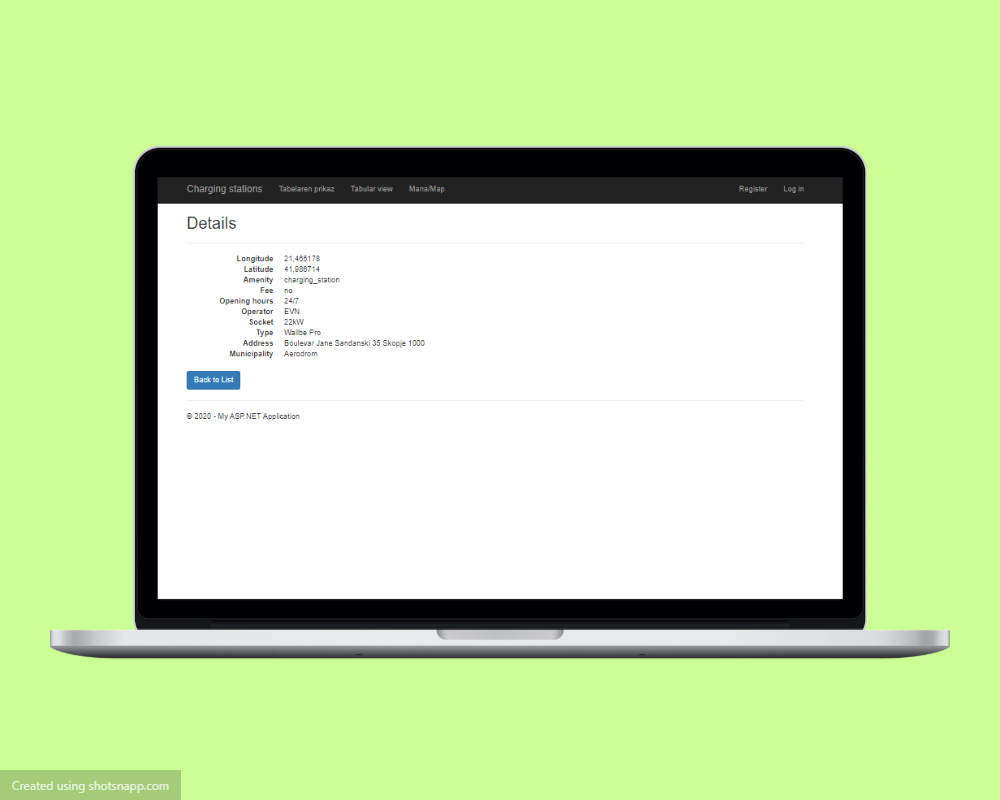 Charging stations Tabelaren prikaz Tabular view Mапа/Map Register Log in
Details
Longitude 21,465178
Latitude 41,986714
Amenity charging_station
Fee no
Opening hours 24/7
Operator EVN
Socket 22kW
Type Wallbe Pro
Address Boulevar Jane Sandanski 35 Skopje 1000
Municipality Aerodrom
Back to List
© 2020 - My ASP.NET Application
Created using shotsnapp.com